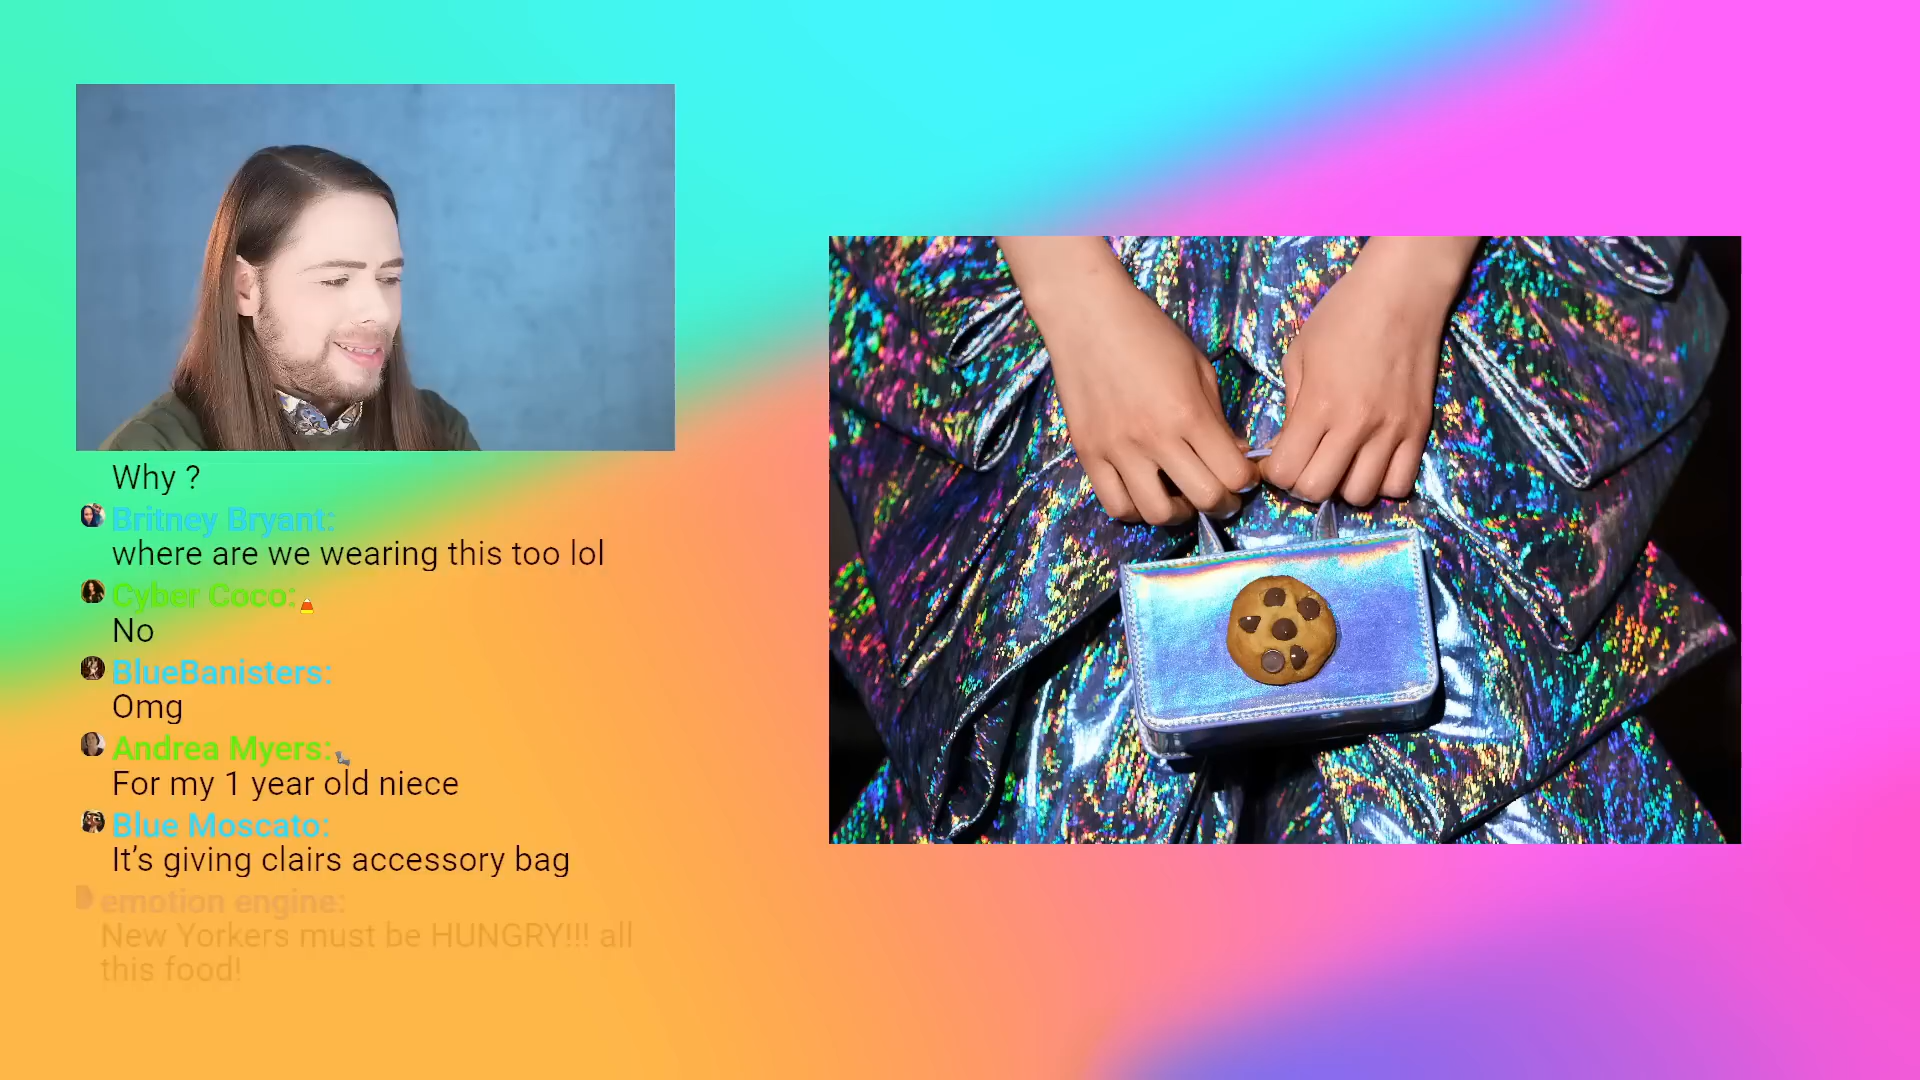 Why ?
Britney Bryant:
where are we wearing this too lol
Cyber Coco:
No
BlueBanisters:
Omg
Andrea Myers:
For my 1 year old niece
Blue Moscato:
It’s giving clairs accessory bag
emotion engine:
New Yorkers must be HUNGRY!!! all
this food!